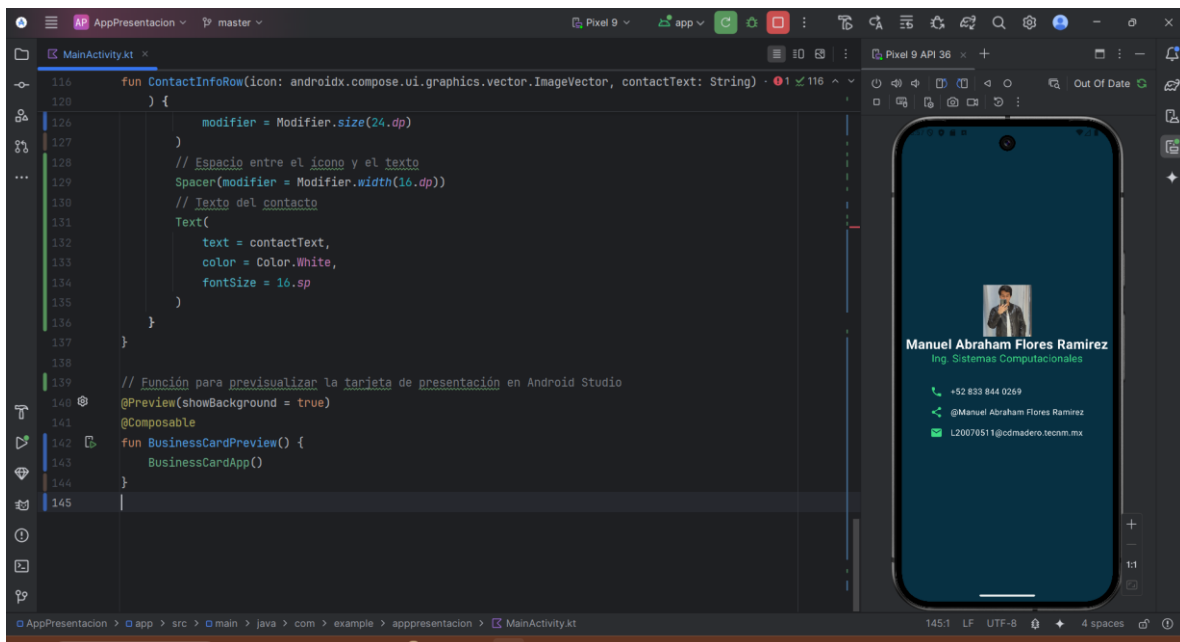 AP AppPresentacion master Pixel 9 app
MainActivity.kt
Pixel 9 API 36
Out Of Date
116 fun ContactInfoRow(icon: androidx.compose.ui.graphics.vector.ImageVector, contactText: String) 1 116
120 ) {
126 modifier = Modifier.size(24.dp)
127 )
128 // Espacio entre el ícono y el texto
129 Spacer(modifier = Modifier.width(16.dp))
130 // Texto del contacto
131 Text(
132 text = contactText,
133 color = Color.White,
134 fontSize = 16.sp
135 )
136 }
137 }
138
139 // Función para previsualizar la tarjeta de presentación en Android Studio
140 @Preview(showBackground = true)
141 @Composable
142 fun BusinessCardPreview() {
143 BusinessCardApp()
144 }
145
Manuel Abraham Flores Ramirez
Ing. Sistemas Computacionales
+52 833 844 0269
@Manuel Abraham Flores Ramirez
L20070511@cdmadero.tecnm.mx
1:1
AppPresentacion > app > src > main > java > com > example > apppresentacion > MainActivity.kt
145:1 LF UTF-8 4 spaces